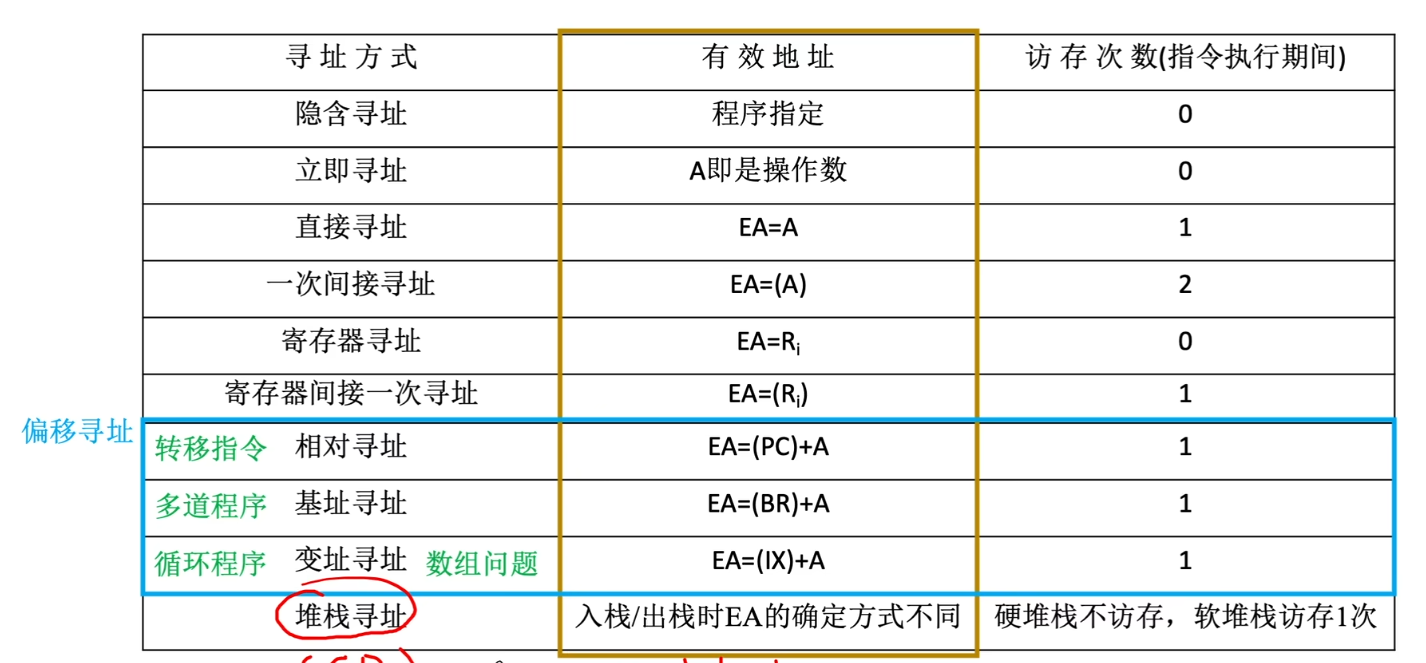 寻址方式 有效地址 访存次数(指令执行期间)
隐含寻址 程序指定 0
立即寻址 A即是操作数 0
直接寻址 EA=A 1
一次间接寻址 EA=(A) 2
寄存器寻址 EA=Ri 0
寄存器间接一次寻址 EA=(Ri) 1
偏移寻址
转移指令 相对寻址 EA=(PC)+A 1
多道程序 基址寻址 EA=(BR)+A 1
循环程序 变址寻址 数组问题 EA=(IX)+A 1
堆栈寻址 入栈/出栈时EA的确定方式不同 硬堆栈不访存，软堆栈访存1次